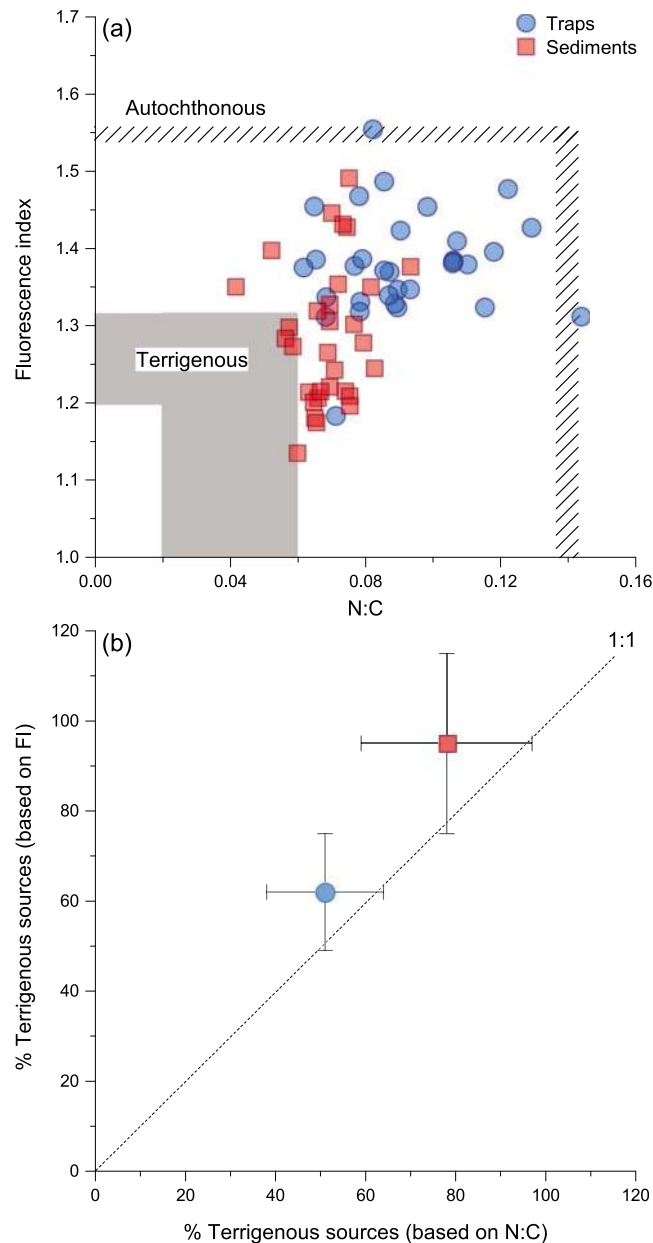 (a)
Traps
Sediments
Autochthonous
Terrigenous
Fluorescence index
1.7
1.6
1.5
1.4
1.3
1.2
1.1
1.0
0.00 0.04 0.08 0.12 0.16
N:C
(b)
1:1
% Terrigenous sources (based on FI)
120
100
80
60
40
20
0
0 20 40 60 80 100 120
% Terrigenous sources (based on N:C)